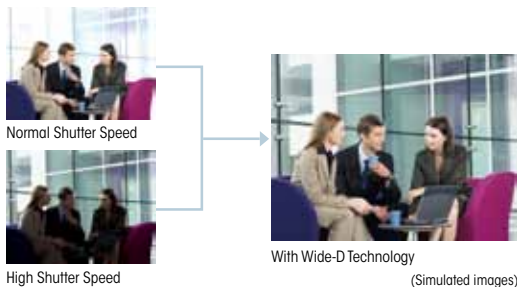 Normal Shutter Speed
High Shutter Speed
With Wide-D Technology
(Simulated images)